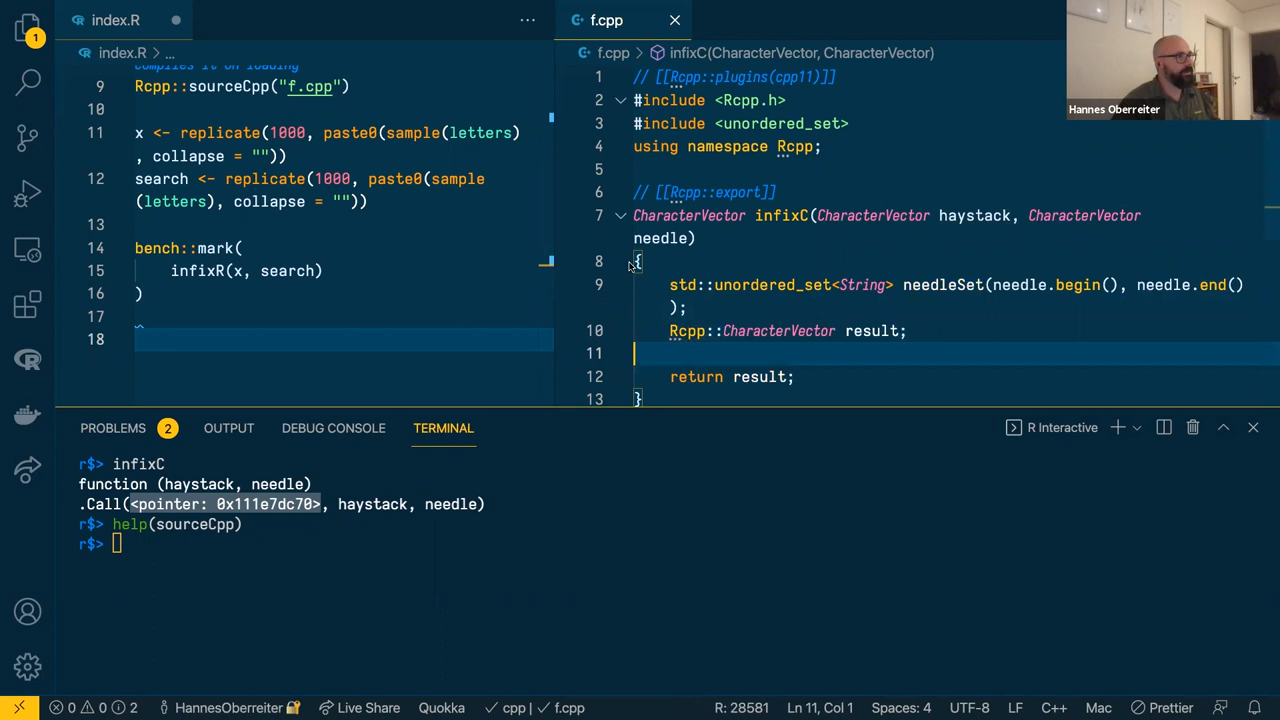 index.R
f.cpp
Hannes Oberreiter
index.R > ...
f.cpp > infixC(CharacterVector, CharacterVector)
1
compiles it on loading
9 Rcpp::sourceCpp("f.cpp")
10
11 x <- replicate(1000, paste0(sample(letters)
, collapse = ""))
12 search <- replicate(1000, paste0(sample
(letters), collapse = ""))
13
14 bench::mark(
15 infixR(x, search)
16 )
17
18
1 // [[Rcpp::plugins(cpp11)]]
2 #include <Rcpp.h>
3 #include <unordered_set>
4 using namespace Rcpp;
5
6 // [[Rcpp::export]]
7 CharacterVector infixC(CharacterVector haystack, CharacterVector
needle)
8 {
9 std::unordered_set<String> needleSet(needle.begin(), needle.end()
);
10 Rcpp::CharacterVector result;
11
12 return result;
13 }
PROBLEMS 2 OUTPUT DEBUG CONSOLE TERMINAL R Interactive
r$> infixC
function (haystack, needle)
.Call(<pointer: 0x111e7dc70>, haystack, needle)
r$> help(sourceCpp)
r$>
0 0 2 HannesOberreiter Live Share Quokka cpp | f.cpp R: 28581 Ln 11, Col 1 Spaces: 4 UTF-8 LF C++ Mac Prettier